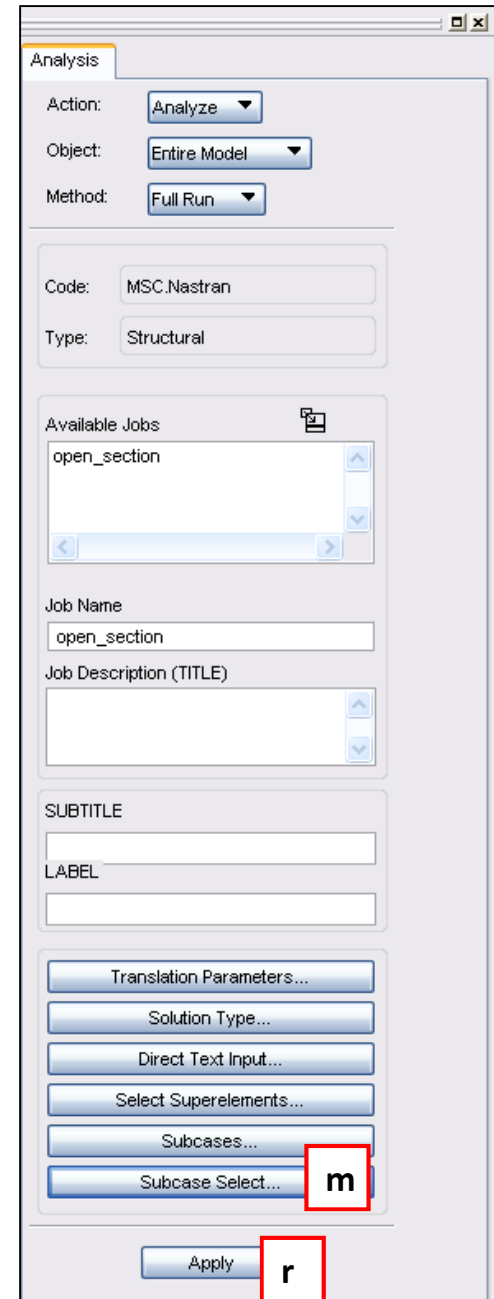 Analysis
Action: Analyze
Object: Entire Model
Method: Full Run
Code: MSC.Nastran
Type: Structural
Available Jobs
open_section
Job Name
open_section
Job Description (TITLE)
SUBTITLE
LABEL
Translation Parameters...
Solution Type...
Direct Text Input...
Select Superelements...
Subcases...
Subcase Select... m
Apply r